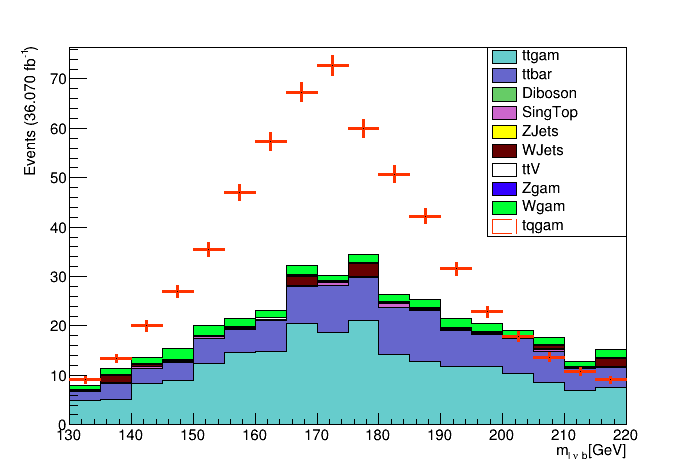 Events (36.070 fb⁻¹)
70
60
50
40
30
20
10
0
130 140 150 160 170 180 190 200 210 220
m_{l ν b}[GeV]
ttgam
ttbar
Diboson
SingTop
ZJets
WJets
ttV
Zgam
Wgam
tqgam